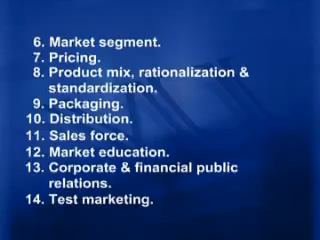 6. Market segment.
7. Pricing.
8. Product mix, rationalization &
standardization.
9. Packaging.
10. Distribution.
11. Sales force.
12. Market education.
13. Corporate & financial public
relations.
14. Test marketing.